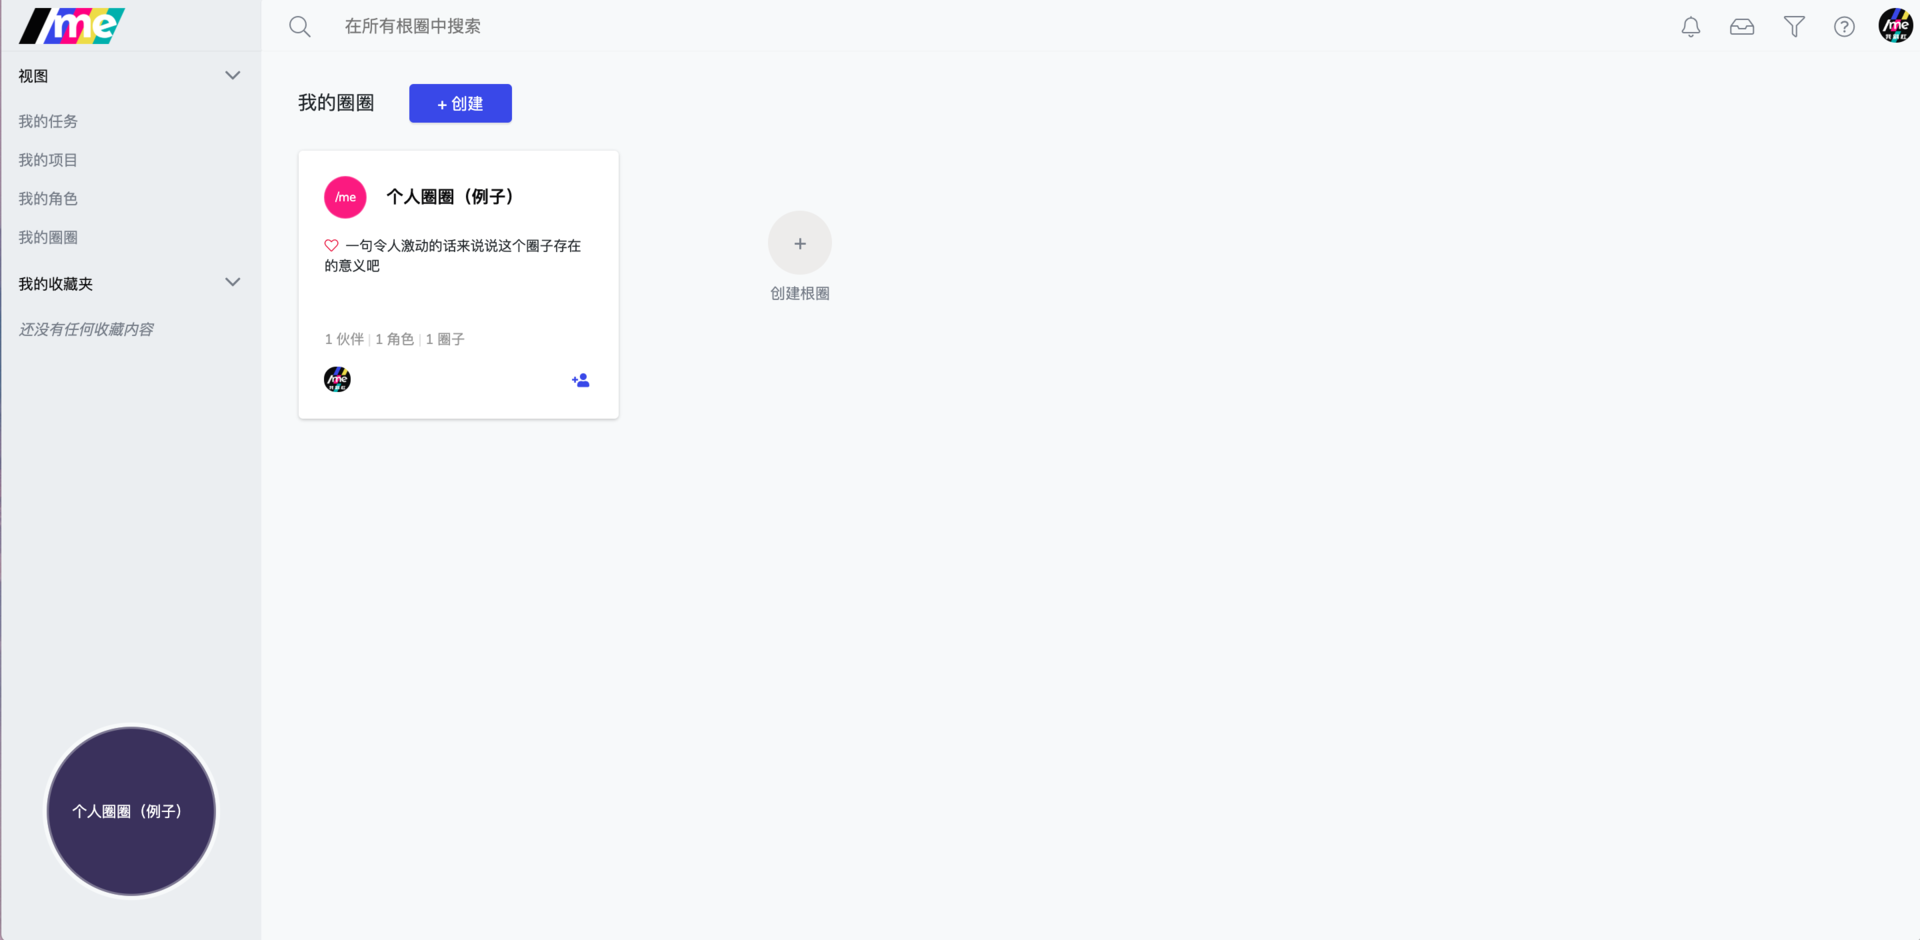 /me
在所有根圈中搜索
/me
视图
我的任务
我的项目
我的角色
我的圈圈
我的收藏夹
还没有任何收藏内容
个人圈圈（例子）
我的圈圈
+ 创建
/me
个人圈圈（例子）
一句令人激动的话来说说这个圈子存在
的意义吧
1 伙伴 | 1 角色 | 1 圈子
/me
+
创建根圈